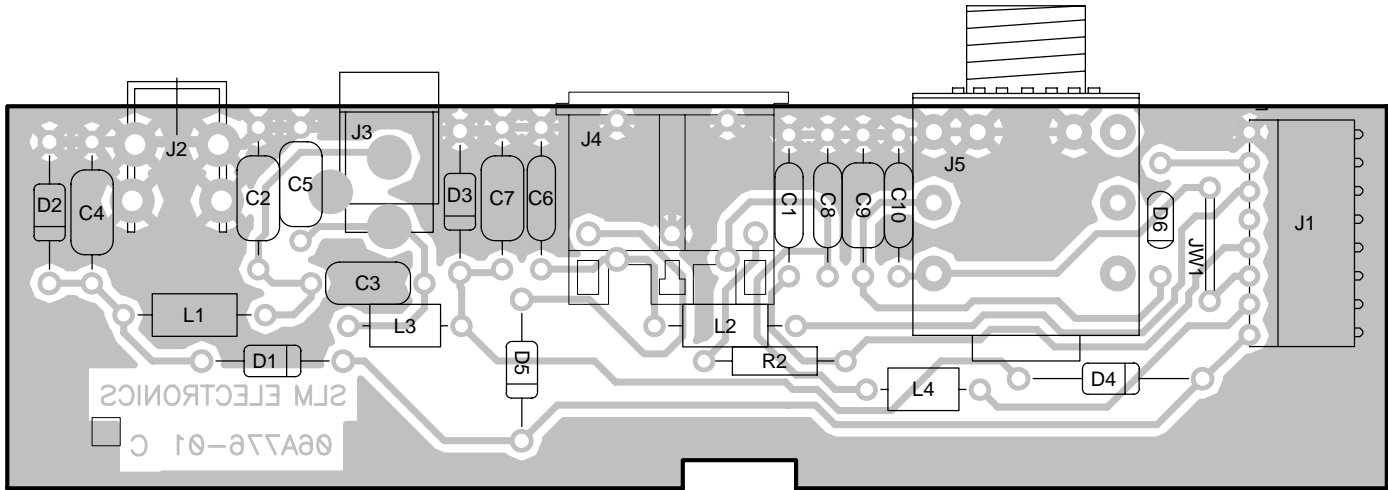 J2
J3
J4
J5
J1
D2
C4
C2
C5
D3
C7
C6
C1
C8
C9
C10
D6
JW1
C3
L1
L3
L2
R2
D1
D5
L4
D4
SLM ELECTRONICS
06A776-01 C